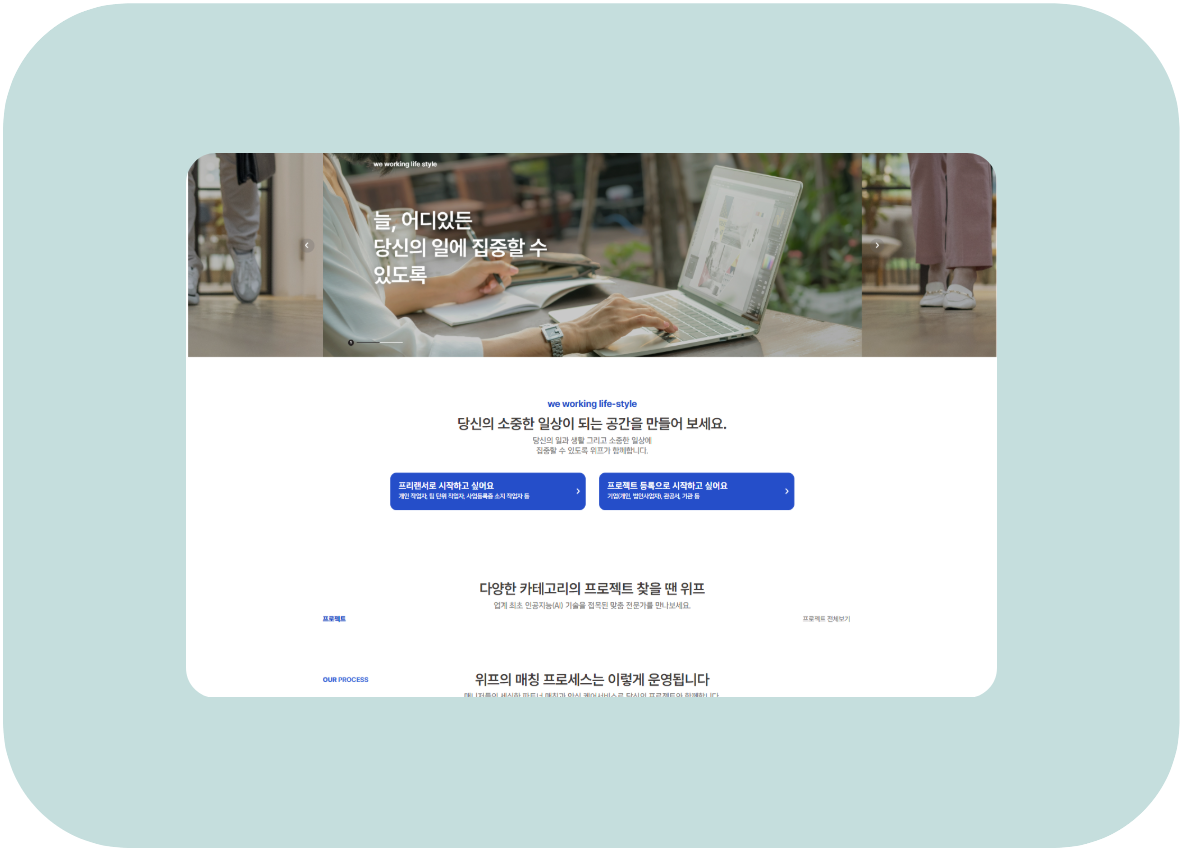 we working life style
늘, 어디있든
당신의 일에 집중할 수
있도록
we working life-style
당신의 소중한 일상이 되는 공간을 만들어 보세요.
당신의 일과 생활 그리고 소중한 일상에
집중할 수 있도록 위프가 함께합니다.
프리랜서로 시작하고 싶어요
개인 작업자, 팀 단위 작업자, 사업등록증 소지 작업자 등
프로젝트 등록으로 시작하고 싶어요
기업(개인, 법인사업자), 관공서, 기관 등
다양한 카테고리의 프로젝트 찾을 땐 위프
업계 최초 인공지능(AI) 기술을 접목된 맞춤 전문가를 만나보세요.
프로젝트
프로젝트 전체보기
OUR PROCESS
위프의 매칭 프로세스는 이렇게 운영됩니다